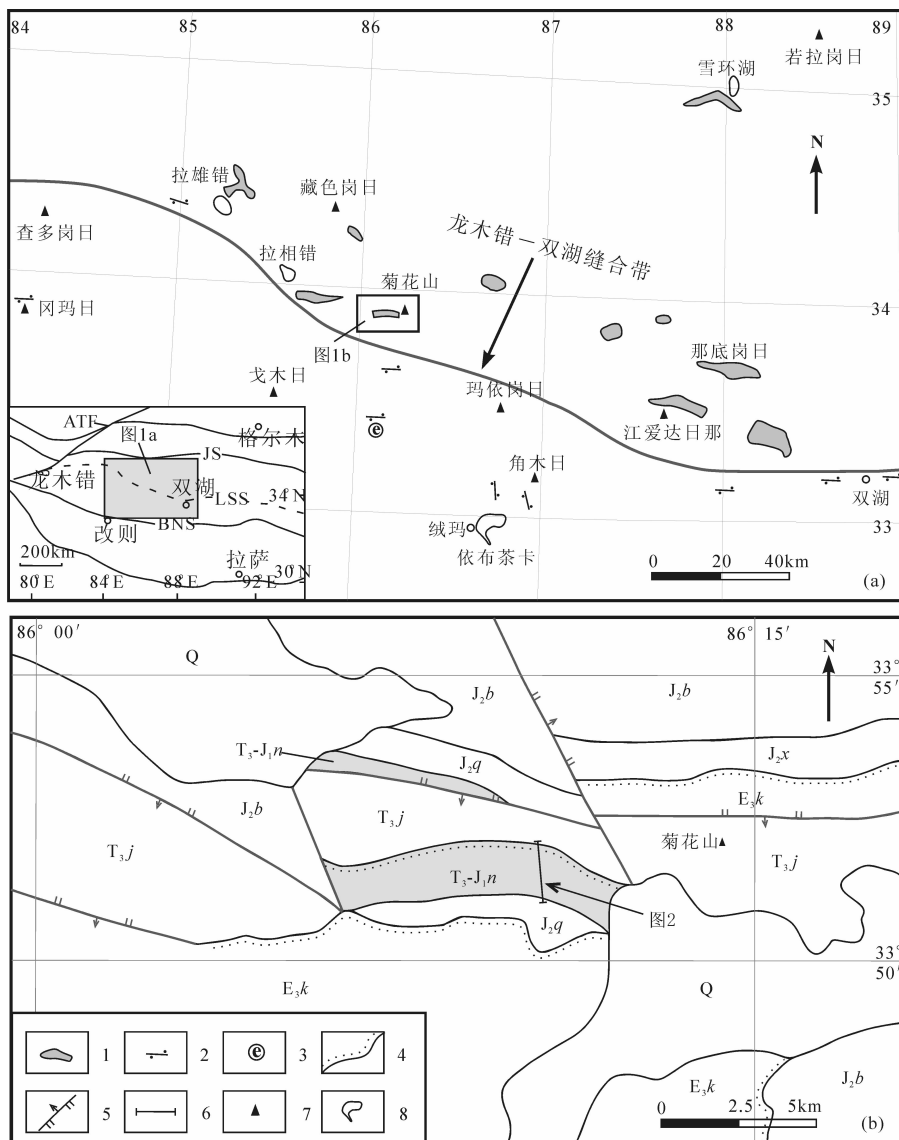 84
85
86
87
88
89
若拉岗日
雪环湖
35
N
拉雄错
藏色岗日
查多岗日
龙木错－双湖缝合带
拉相错
菊花山
34
冈玛日
图1b
那底岗日
戈木日
玛依岗日
江爱达日那
e
ATF
图1a
格尔木
JS
龙木错
双湖
34°N
LSS
改则
BNS
200km
拉萨
30°N
80°E
84°E
88°E
92°E
角木日
绒玛
依布茶卡
双湖
33
0 20 40km
(a)
86° 00′
86° 15′
N
33°
55′
Q
J2b
J2b
T3-J1n
J2q
J2x
E3k
J2b
T3j
T3j
菊花山
T3j
T3-J1n
图2
J2q
33°
50′
E3k
Q
E3k
J2b
1
2
e
3
4
5
6
7
8
0 2.5 5km
(b)